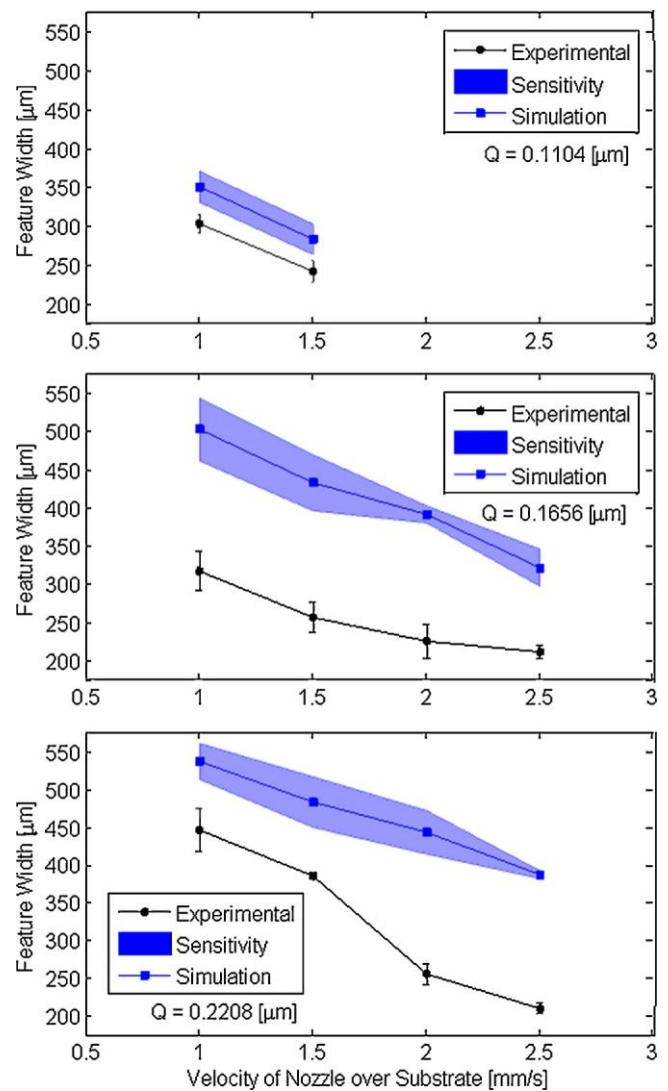 550
500
450
400
350
300
250
200
Feature Width [µm]
Experimental
Sensitivity
Simulation
Q = 0.1104 [µm]
0.5 1 1.5 2 2.5 3
550
500
450
400
350
300
250
200
Feature Width [µm]
Experimental
Sensitivity
Simulation
Q = 0.1656 [µm]
0.5 1 1.5 2 2.5 3
550
500
450
400
350
300
250
200
Feature Width [µm]
Experimental
Sensitivity
Simulation
Q = 0.2208 [µm]
0.5 1 1.5 2 2.5 3
Velocity of Nozzle over Substrate [mm/s]